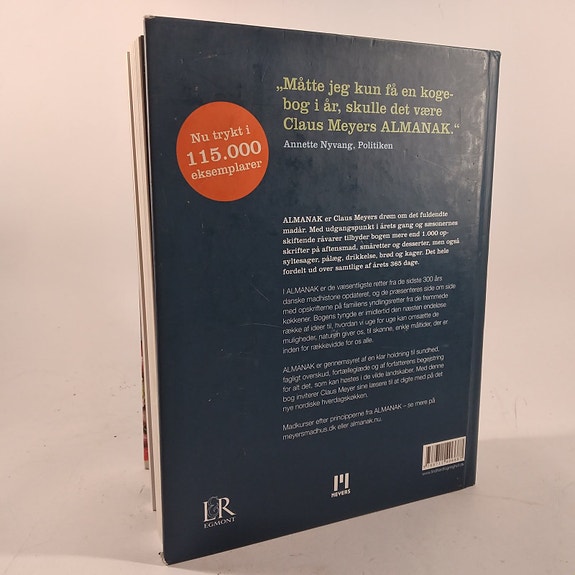 „Måtte jeg kun få en koge-
bog i år, skulle det være
Claus Meyers ALMANAK.“
Annette Nyvang, Politiken
Nu trykt i
115.000
eksemplarer
ALMANAK er Claus Meyers drøm om det fuldendte
madår. Med udgangspunkt i årets gang og sæsonernes
skiftende råvarer tilbyder bogen mere end 1.000 op-
skrifter på aftensmad, småretter og desserter, men også
syltesager, pålæg, drikkelse, brød og kager. Det hele
fordelt ud over samtlige af årets 365 dage.
I ALMANAK er de væsentligste retter fra de sidste 300 års
danske madhistorie opdateret, og de præsenteres side om side
med opskrifterne på familiens yndlingsretter fra de fremmede
køkkener. Bogens tyngde er imidlertid den næsten endeløse
række af ideer til, hvordan vi uge for uge kan omsætte de
muligheder, naturen giver os, til skønne, enkle måltider, der er
inden for rækkevidde for os alle.
ALMANAK er gennemsyret af en klar holdning til sundhed,
fagligt overskud, fortælleglæde og af forfatterens begejstring
for alt det, som kan høstes i de vilde landskaber. Med denne
bog inviterer Claus Meyer sine læsere til at digte med på det
nye nordiske hverdagskøkken.
Madkurser efter principperne fra ALMANAK – se mere på
meyersmadhus.dk eller almanak.nu.
L&R
EGMONT
MEYERS